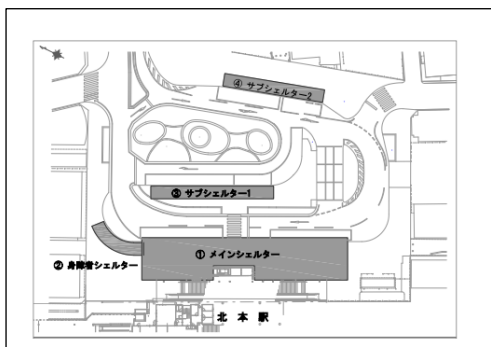 ④ サブシェルター2
③ サブシェルター1
① メインシェルター
② 身障者シェルター
北本駅